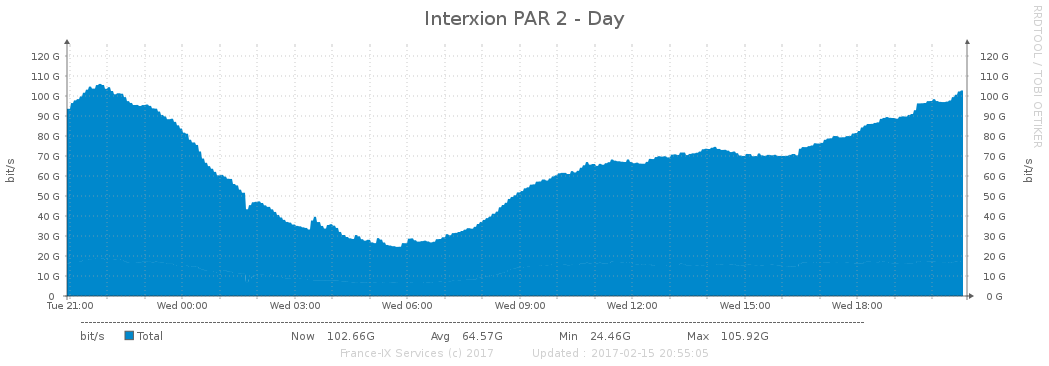 Interxion PAR 2 - Day
RRDTOOL / TOBI OETIKER
120 G 120 G
110 G 110 G
100 G 100 G
90 G 90 G
80 G 80 G
70 G 70 G
60 G 60 G
50 G 50 G
40 G 40 G
30 G 30 G
20 G 20 G
10 G 10 G
0 0 G
bit/s
bit/s
Tue 21:00 Wed 00:00 Wed 03:00 Wed 06:00 Wed 09:00 Wed 12:00 Wed 15:00 Wed 18:00
bit/s Total Now 102.66G Avg 64.57G Min 24.46G Max 105.92G
France-IX Services (c) 2017 Updated : 2017-02-15 20:55:05